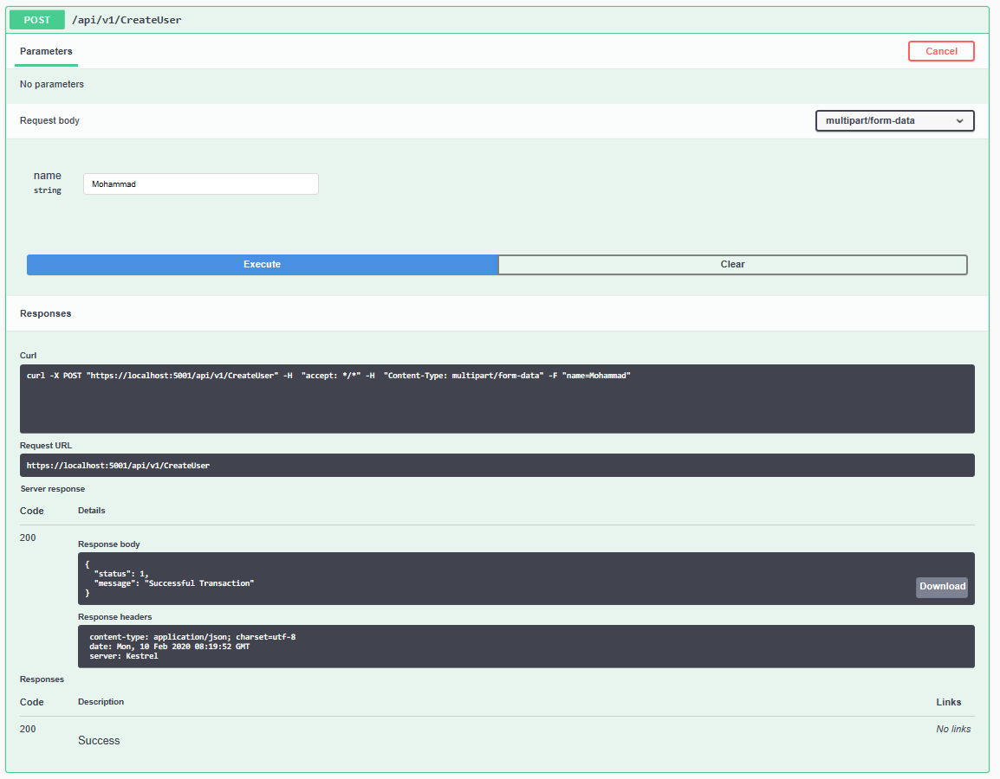 POST /api/v1/CreateUser
Parameters Cancel
No parameters
Request body multipart/form-data
name
string
Mohammad
Execute Clear
Responses
Curl
curl -X POST "https://localhost:5001/api/v1/CreateUser" -H  "accept: */*" -H  "Content-Type: multipart/form-data" -F "name=Mohammad"
Request URL
https://localhost:5001/api/v1/CreateUser
Server response
Code Details
200
Response body
{
  "status": 1,
  "message": "Successful Transaction"
}
Download
Response headers
content-type: application/json; charset=utf-8
date: Mon, 10 Feb 2020 08:19:52 GMT
server: Kestrel
Responses
Code Description Links
200 No links
Success